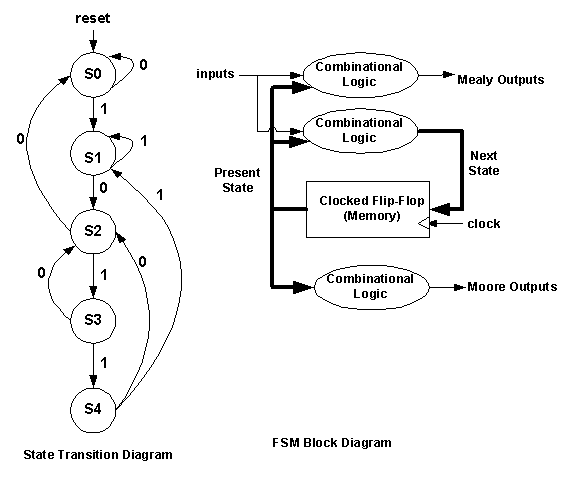 reset
S0
0
1
S1
1
0
0
S2
1
0
1
0
S3
1
S4
State Transition Diagram
inputs
Combinational
Logic
Mealy Outputs
Combinational
Logic
Present
State
Next
State
Clocked Flip-Flop
(Memory)
clock
Combinational
Logic
Moore Outputs
FSM Block Diagram